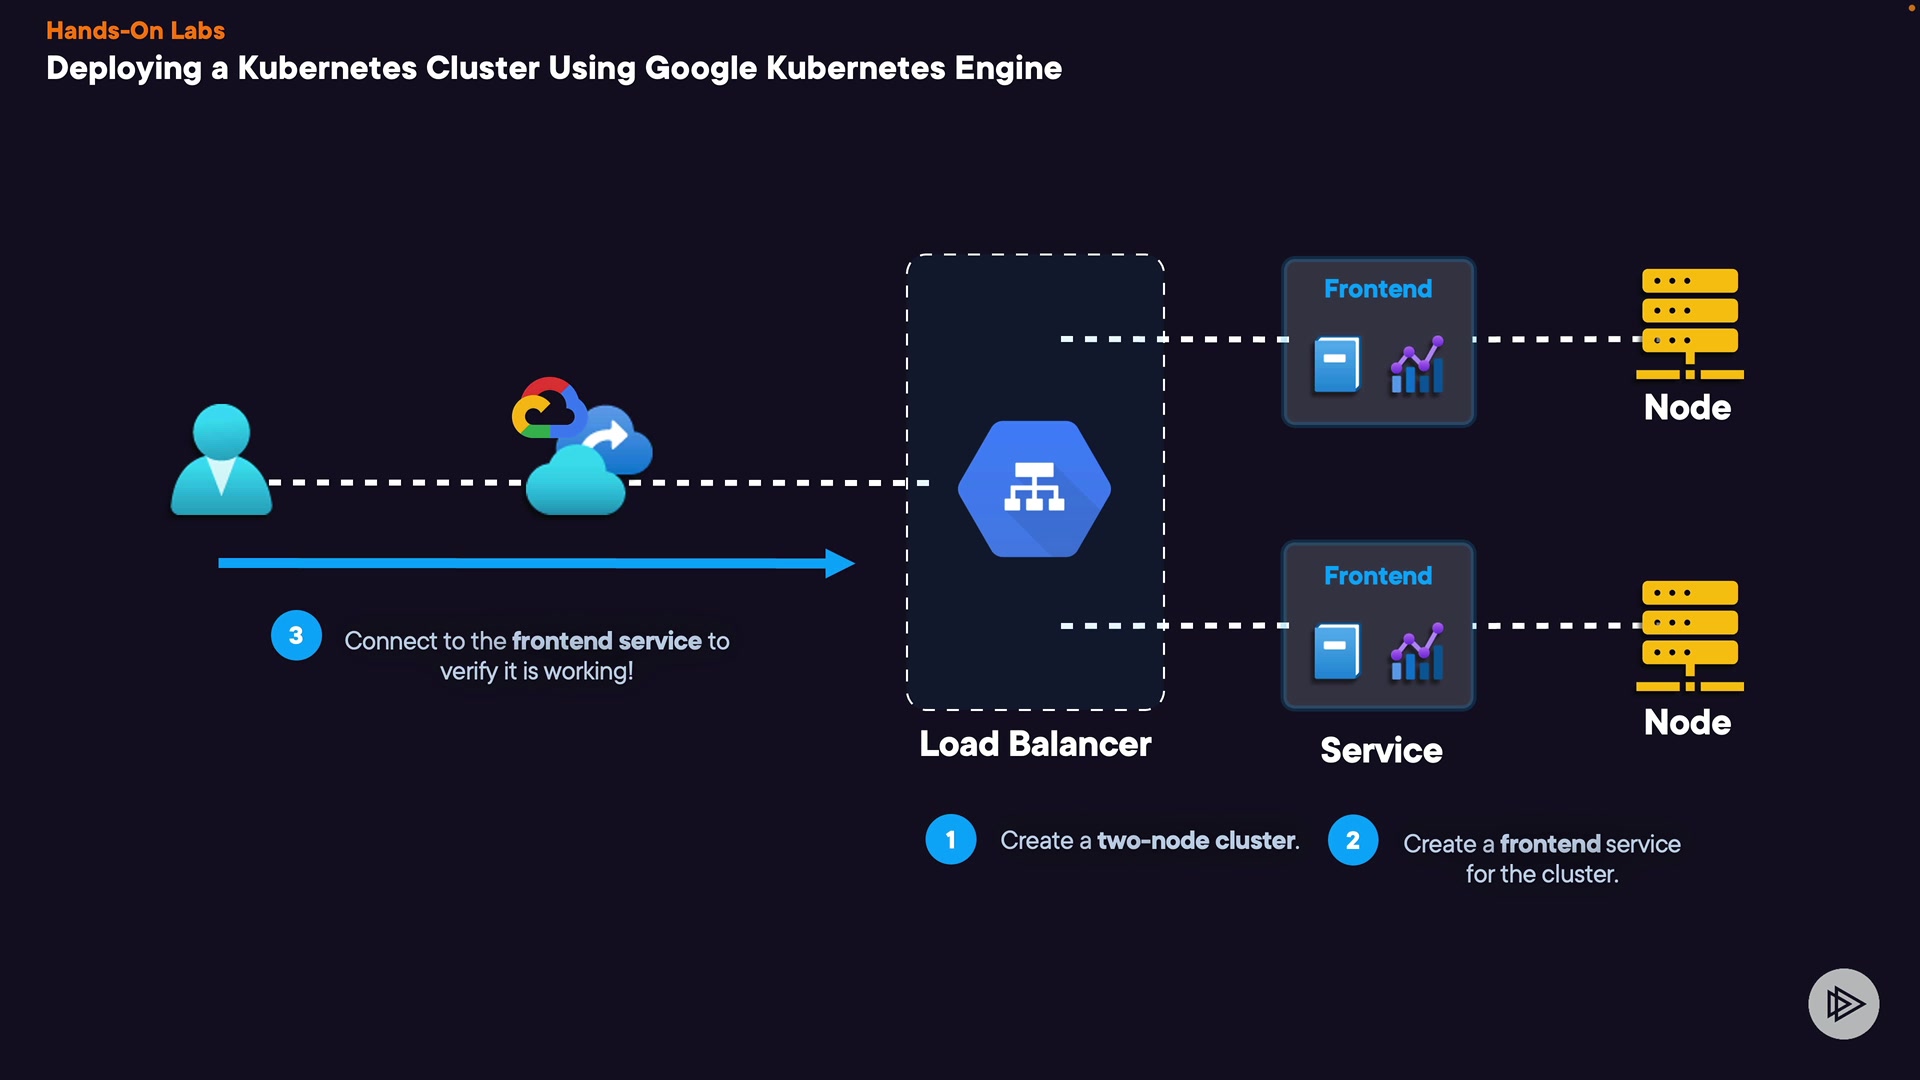 Hands-On Labs
Deploying a Kubernetes Cluster Using Google Kubernetes Engine
Frontend
Node
Frontend
Node
3
Connect to the frontend service to
verify it is working!
Load Balancer
Service
1
Create a two-node cluster.
2
Create a frontend service
for the cluster.